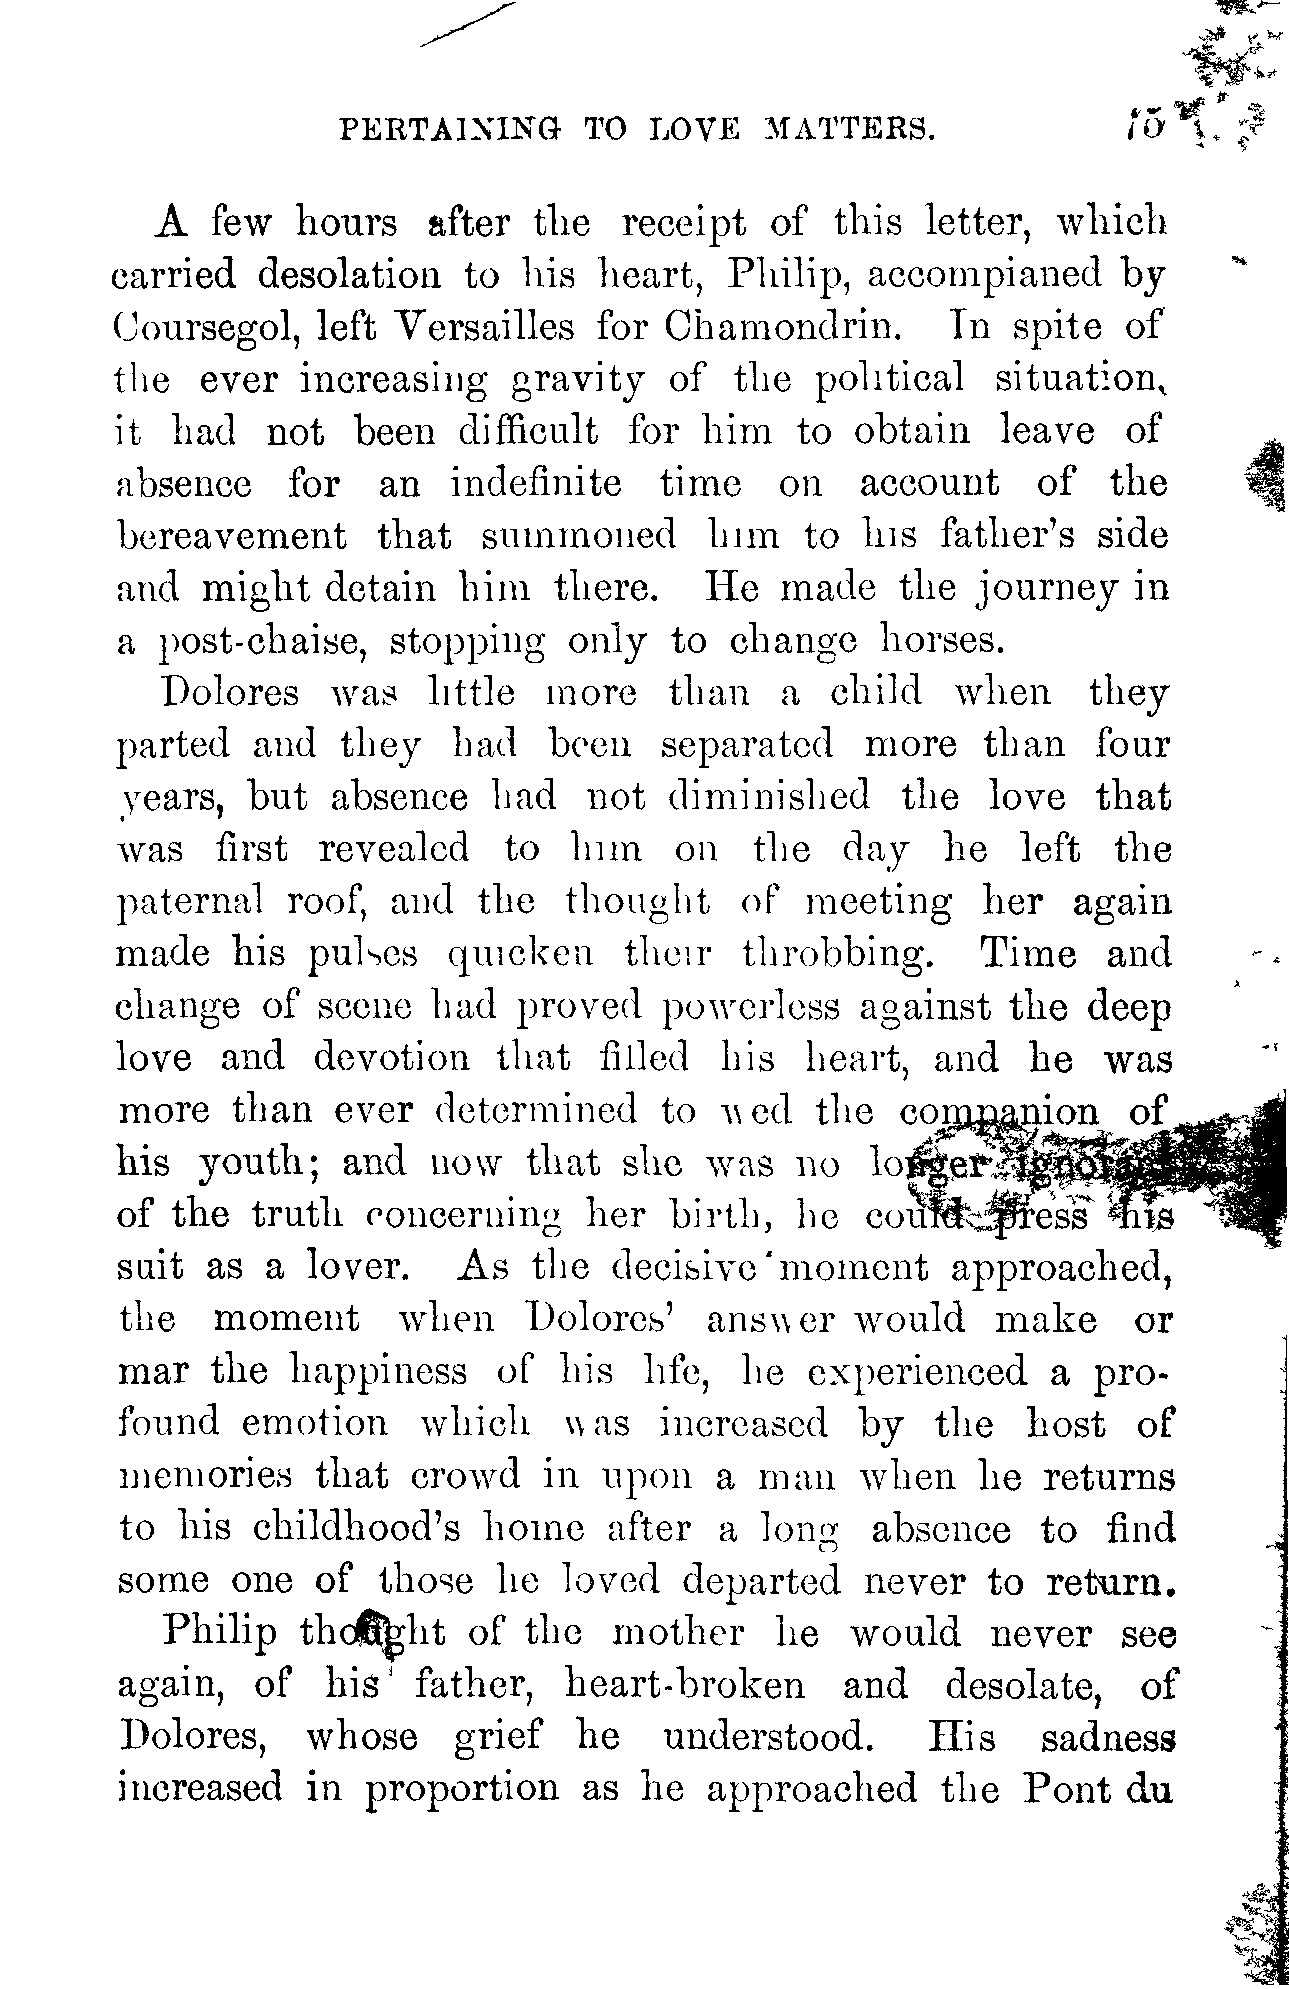 PERTAINING TO LOVE MATTERS. 75
A few hours after the receipt of this letter, which
carried desolation to his heart, Philip, accompianed by
Coursegol, left Versailles for Chamondrin. In spite of
the ever increasing gravity of the political situation,
it had not been difficult for him to obtain leave of
absence for an indefinite time on account of the
bereavement that summoned him to his father's side
and might detain him there. He made the journey in
a post-chaise, stopping only to change horses.
Dolores was little more than a child when they
parted and they had been separated more than four
years, but absence had not diminished the love that
was first revealed to him on the day he left the
paternal roof, and the thought of meeting her again
made his pulses quicken their throbbing. Time and
change of scene had proved powerless against the deep
love and devotion that filled his heart, and he was
more than ever determined to wed the companion of
his youth; and now that she was no longer ignorant
of the truth concerning her birth, he could press his
suit as a lover. As the decisive moment approached,
the moment when Dolores' answer would make or
mar the happiness of his life, he experienced a pro-
found emotion which was increased by the host of
memories that crowd in upon a man when he returns
to his childhood's home after a long absence to find
some one of those he loved departed never to return.
Philip thought of the mother he would never see
again, of his father, heart-broken and desolate, of
Dolores, whose grief he understood. His sadness
increased in proportion as he approached the Pont du